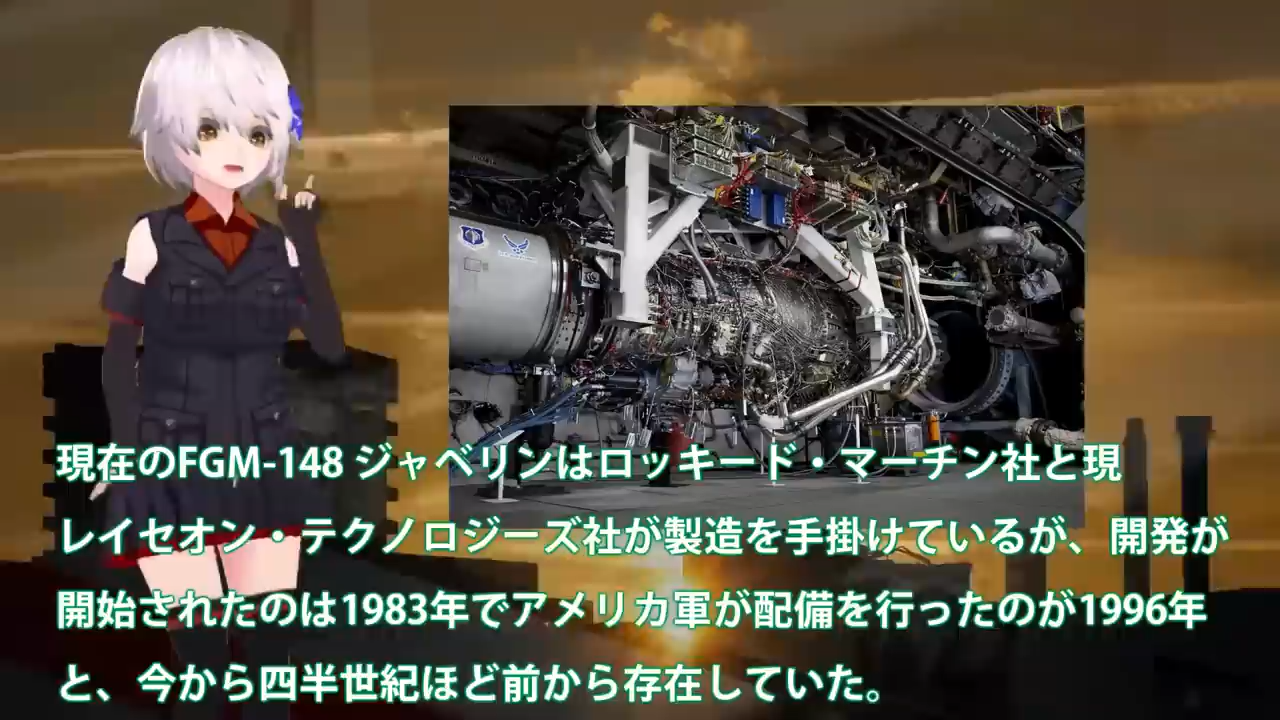 現在のFGM-148 ジャベリンはロッキード・マーチン社と現
レイセオン・テクノロジーズ社が製造を手掛けているが、開発が
開始されたのは1983年でアメリカ軍が配備を行ったのが1996年
と、今から四半世紀ほど前から存在していた。